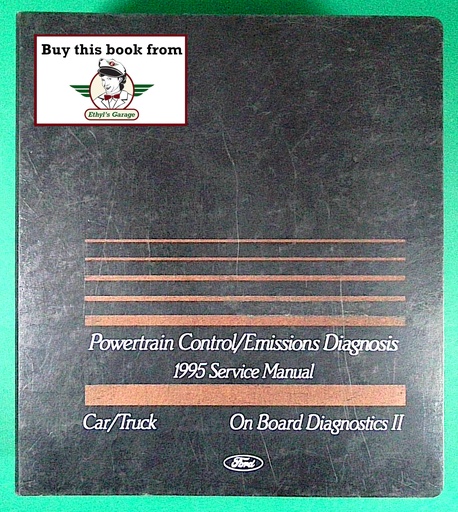 Buy this book from
Ethyl's Garage
Powertrain Control/Emissions Diagnosis
1995 Service Manual
Car/Truck On Board Diagnostics II
Ford